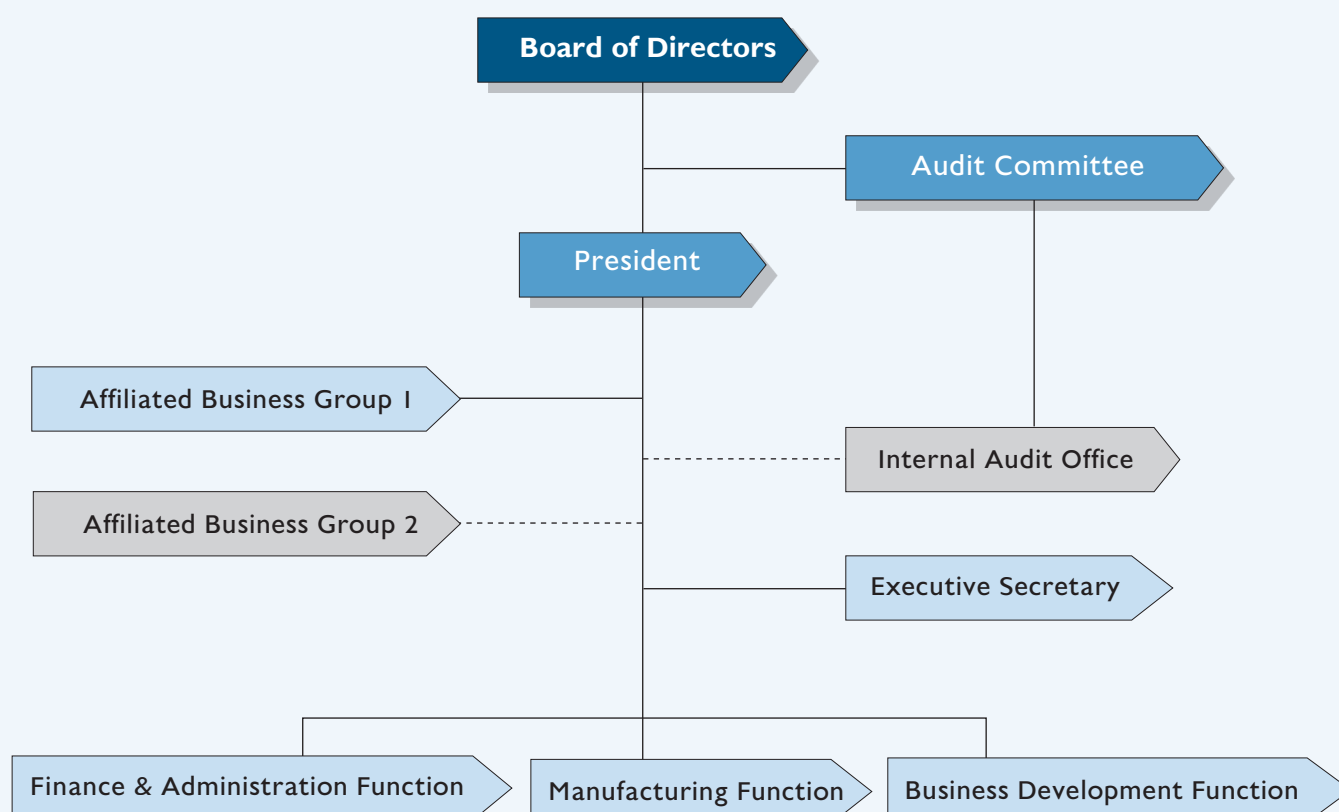 Board of Directors
Audit Committee
President
Affiliated Business Group 1
Internal Audit Office
Affiliated Business Group 2
Executive Secretary
Finance & Administration Function
Manufacturing Function
Business Development Function